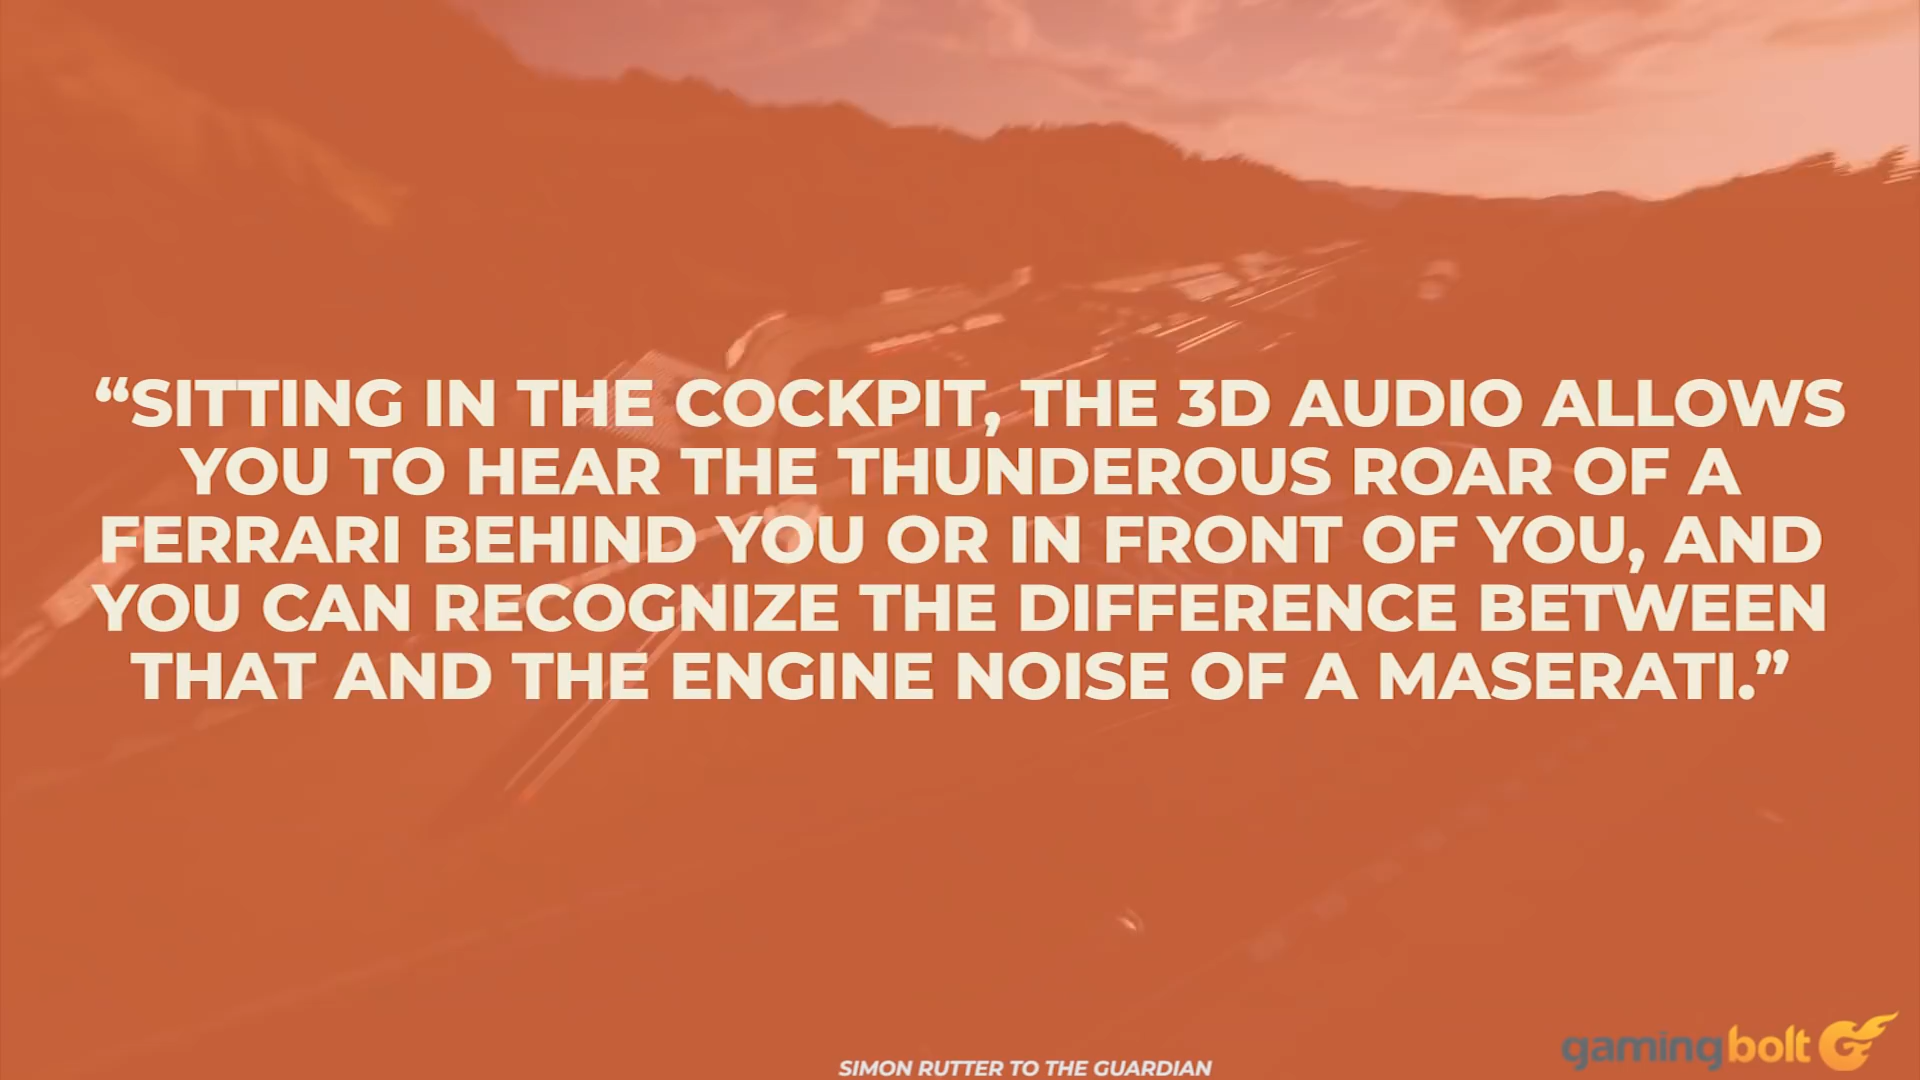 “SITTING IN THE COCKPIT, THE 3D AUDIO ALLOWS
YOU TO HEAR THE THUNDEROUS ROAR OF A
FERRARI BEHIND YOU OR IN FRONT OF YOU, AND
YOU CAN RECOGNIZE THE DIFFERENCE BETWEEN
THAT AND THE ENGINE NOISE OF A MASERATI.”
gamingbolt
SIMON RUTTER TO THE GUARDIAN